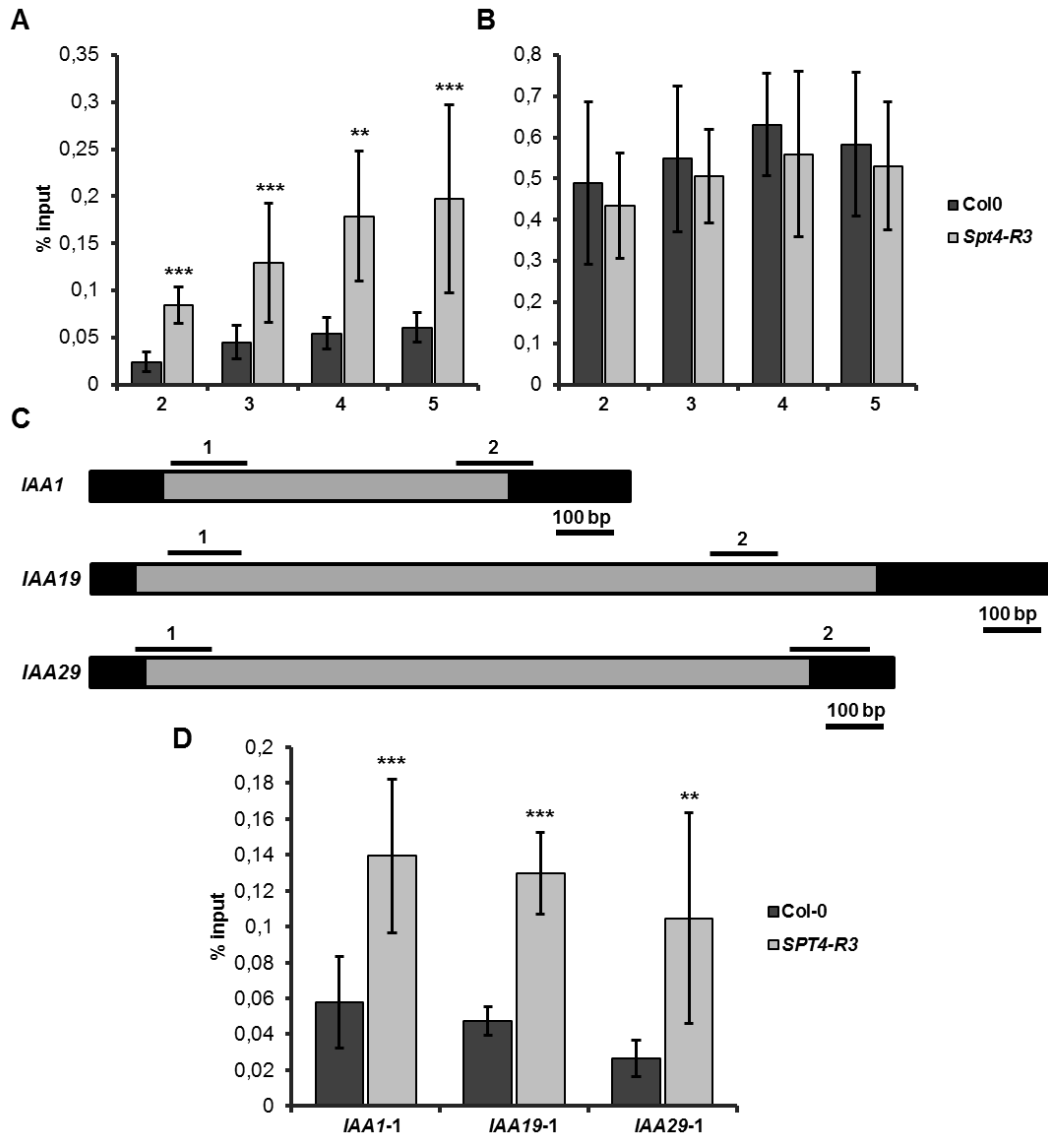 A
% input
0,35
0,3
0,25
0,2
0,15
0,1
0,05
0
***
***
**
***
2 3 4 5
B
0,8
0,7
0,6
0,5
0,4
0,3
0,2
0,1
0
2 3 4 5
Col0
Spt4-R3
C
IAA1
1 2
100 bp
IAA19
1 2
100 bp
IAA29
1 2
100 bp
D
% input
0,2
0,18
0,16
0,14
0,12
0,1
0,08
0,06
0,04
0,02
0
***
***
**
IAA1-1 IAA19-1 IAA29-1
Col-0
SPT4-R3